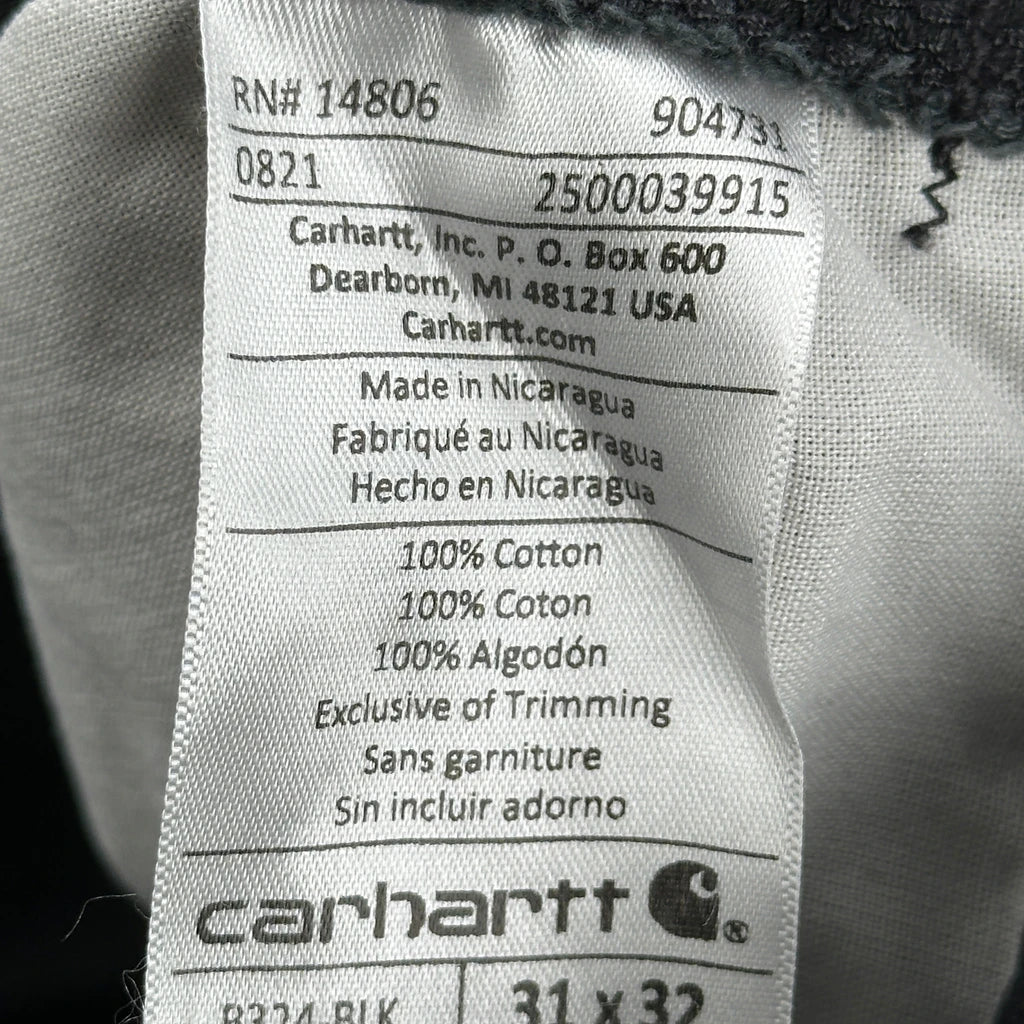 RN# 14806 904731
0821 2500039915
Carhartt, Inc. P. O. Box 600
Dearborn, MI 48121 USA
Carhartt.com
Made in Nicaragua
Fabriqué au Nicaragua
Hecho en Nicaragua
100% Cotton
100% Coton
100% Algodón
Exclusive of Trimming
Sans garniture
Sin incluir adorno
carhartt ®
B324-BLK 31 x 32